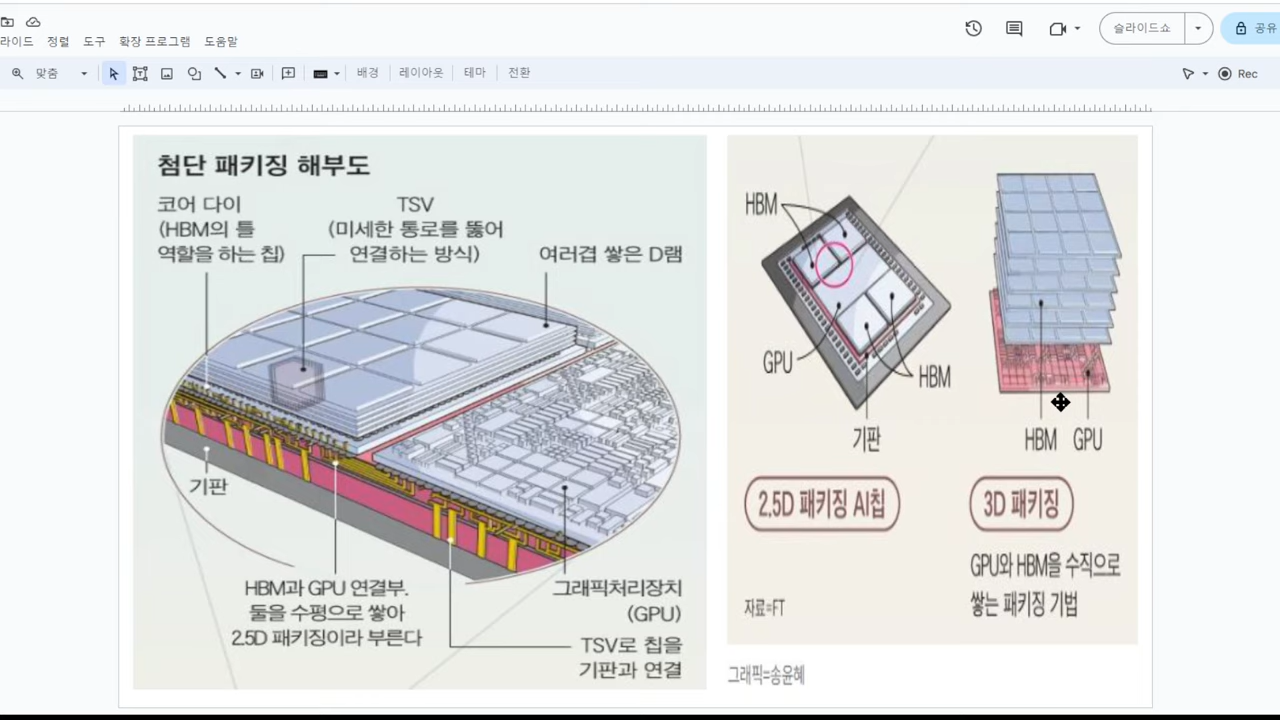 라이드 정렬 도구 확장 프로그램 도움말
슬라이드쇼
공유
맞춤
배경 레이아웃 테마 전환
Rec
첨단 패키징 해부도
코어 다이
(HBM의 틀
역할을 하는 칩)
TSV
(미세한 통로를 뚫어
연결하는 방식)
여러겹 쌓은 D램
기판
HBM과 GPU 연결부.
둘을 수평으로 쌓아
2.5D 패키징이라 부른다
그래픽처리장치
(GPU)
TSV로 칩을
기판과 연결
HBM
GPU
HBM
기판
2.5D 패키징 AI칩
자료=FT
HBM GPU
3D 패키징
GPU와 HBM을 수직으로
쌓는 패키징 기법
그래픽=송윤혜